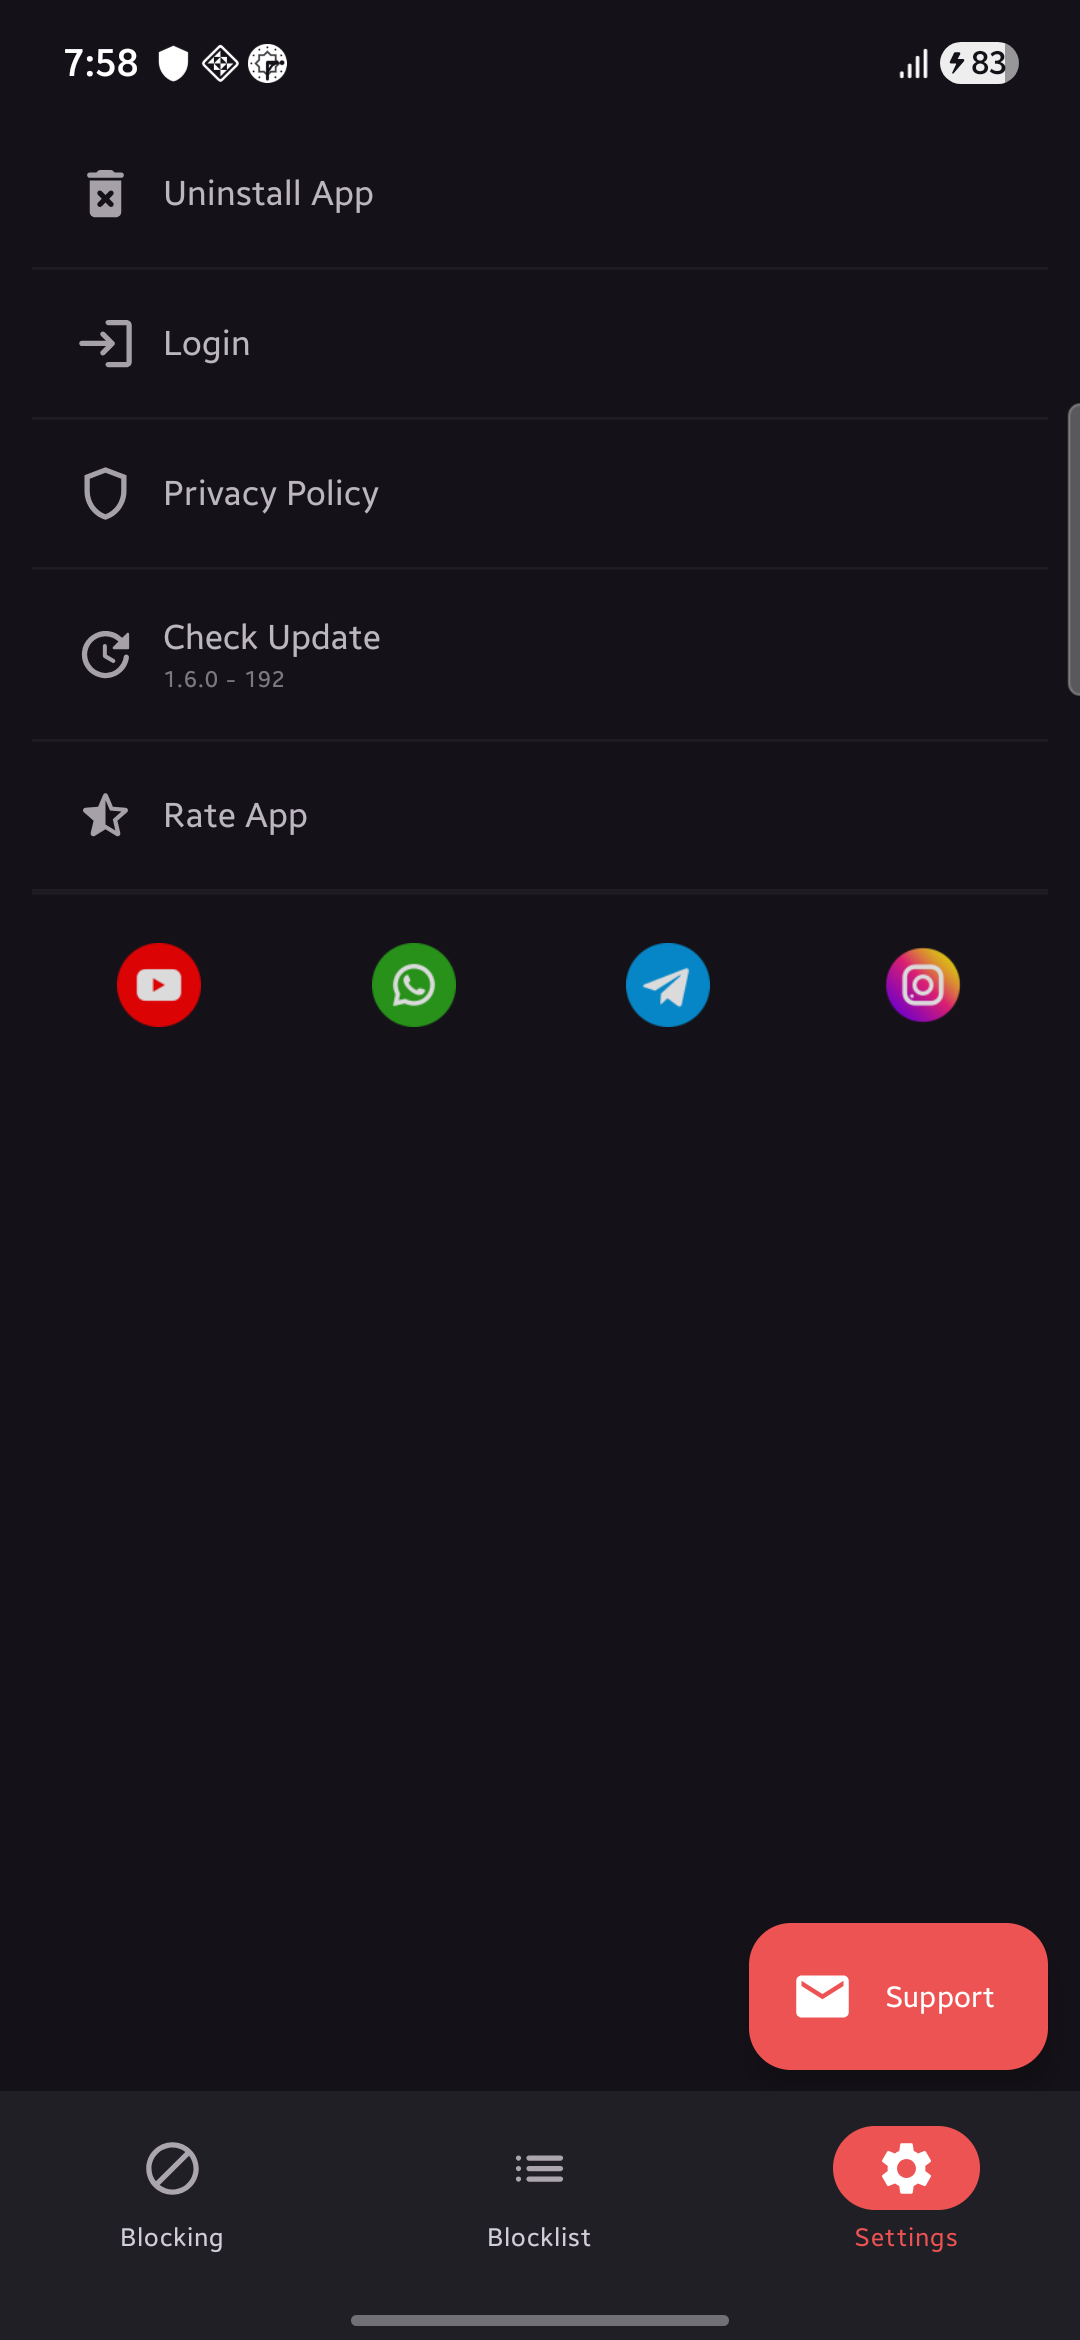 7:58
83
Uninstall App
Login
Privacy Policy
Check Update
1.6.0 - 192
Rate App
Support
Blocking
Blocklist
Settings